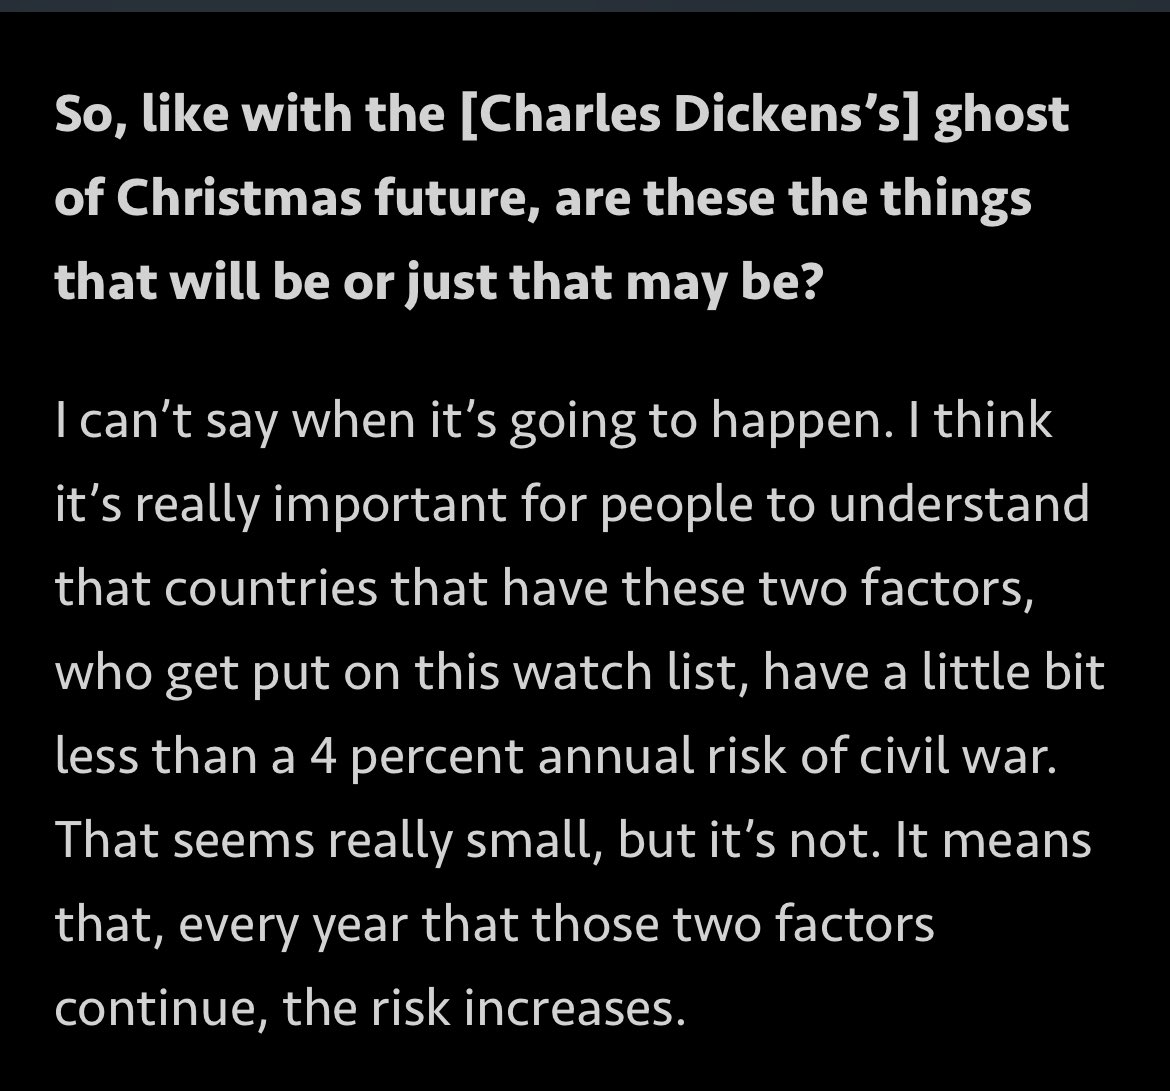 So, like with the [Charles Dickens’s] ghost
of Christmas future, are these the things
that will be or just that may be?
I can’t say when it’s going to happen. I think
it’s really important for people to understand
that countries that have these two factors,
who get put on this watch list, have a little bit
less than a 4 percent annual risk of civil war.
That seems really small, but it’s not. It means
that, every year that those two factors
continue, the risk increases.